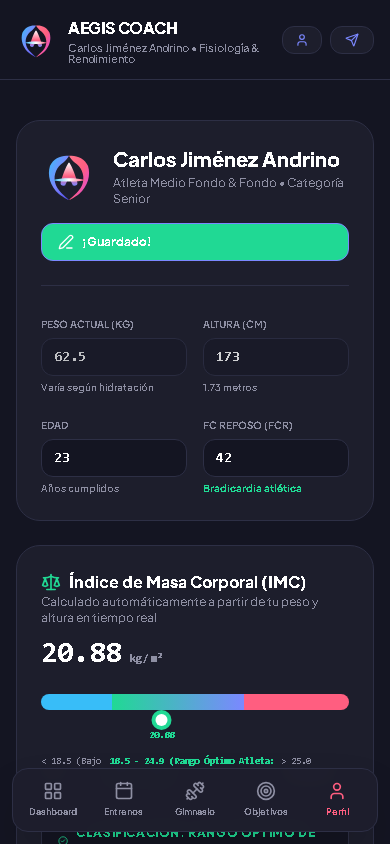 AEGIS COACH
Carlos Jiménez Andrino • Fisiología &
Rendimiento
Carlos Jiménez Andrino
Atleta Medio Fondo & Fondo • Categoría
Senior
¡Guardado!
PESO ACTUAL (KG)
ALTURA (CM)
62.5
173
Varía según hidratación
1.73 metros
EDAD
FC REPOSO (FCR)
23
42
Años cumplidos
Bradicardia atlética
Índice de Masa Corporal (IMC)
Calculado automáticamente a partir de tu peso y
altura en tiempo real
20.88 kg/m²
20.88
< 18.5 (Bajo
18.5 - 24.9 (Rango Óptimo Atleta:
> 25.0
CLASIFICACIÓN: RANGO ÓPTIMO DE
Dashboard
Entrenos
Gimnasio
Objetivos
Perfil